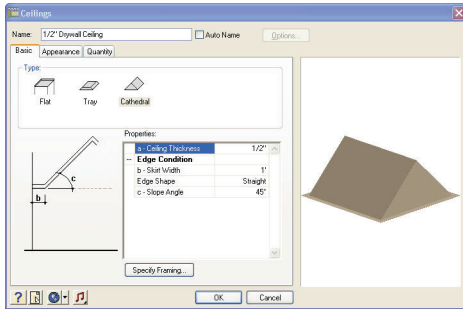 Ceilings
Name: 1/2" Drywall Ceiling Auto Name Options...
Basic Appearance Quantity
Type:
Flat Tray Cathedral
Properties:
a - Ceiling Thickness 1/2"
Edge Condition
b - Skirt Width 1'
Edge Shape Straight
c - Slope Angle 45°
c
b
Specify Framing...
? OK Cancel